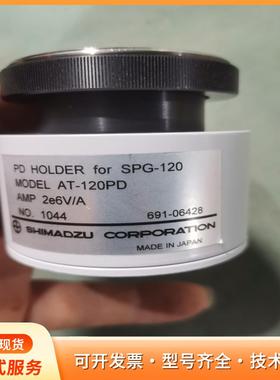 PD HOLDER for SPG-120
MODEL AT-120PD
AMP 2e6V/A
NO. 1044 691-06428
SHIMADZU CORPORATION
MADE IN JAPAN
现货
式服务
可开发票·型号齐全·技术